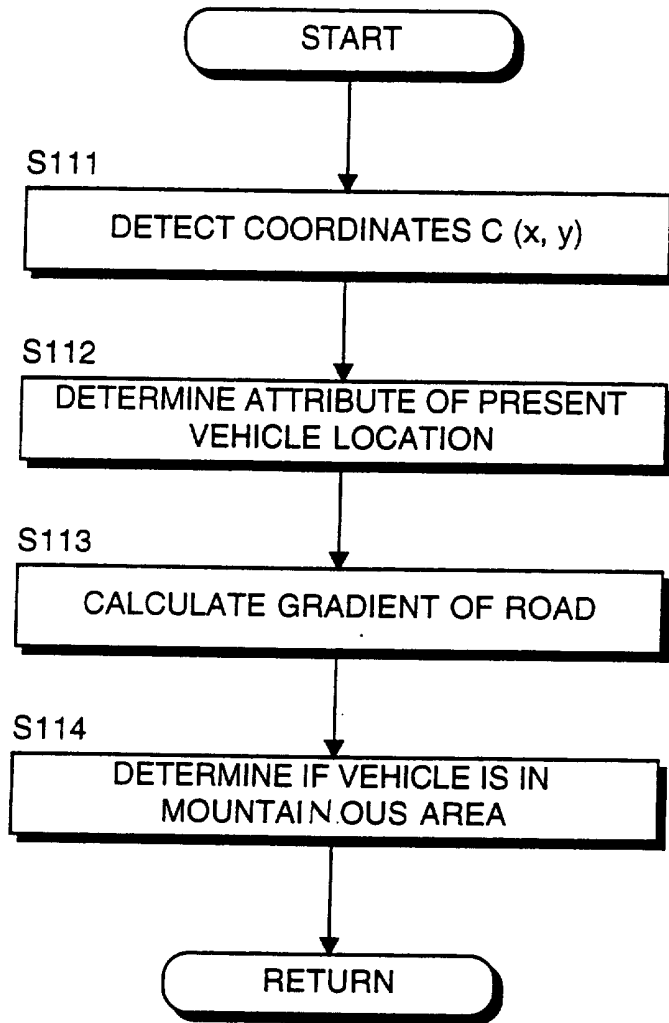 START
S111
DETECT COORDINATES C (x, y)
S112
DETERMINE ATTRIBUTE OF PRESENT
VEHICLE LOCATION
S113
CALCULATE GRADIENT OF ROAD
S114
DETERMINE IF VEHICLE IS IN
MOUNTAIN.OUS AREA
RETURN